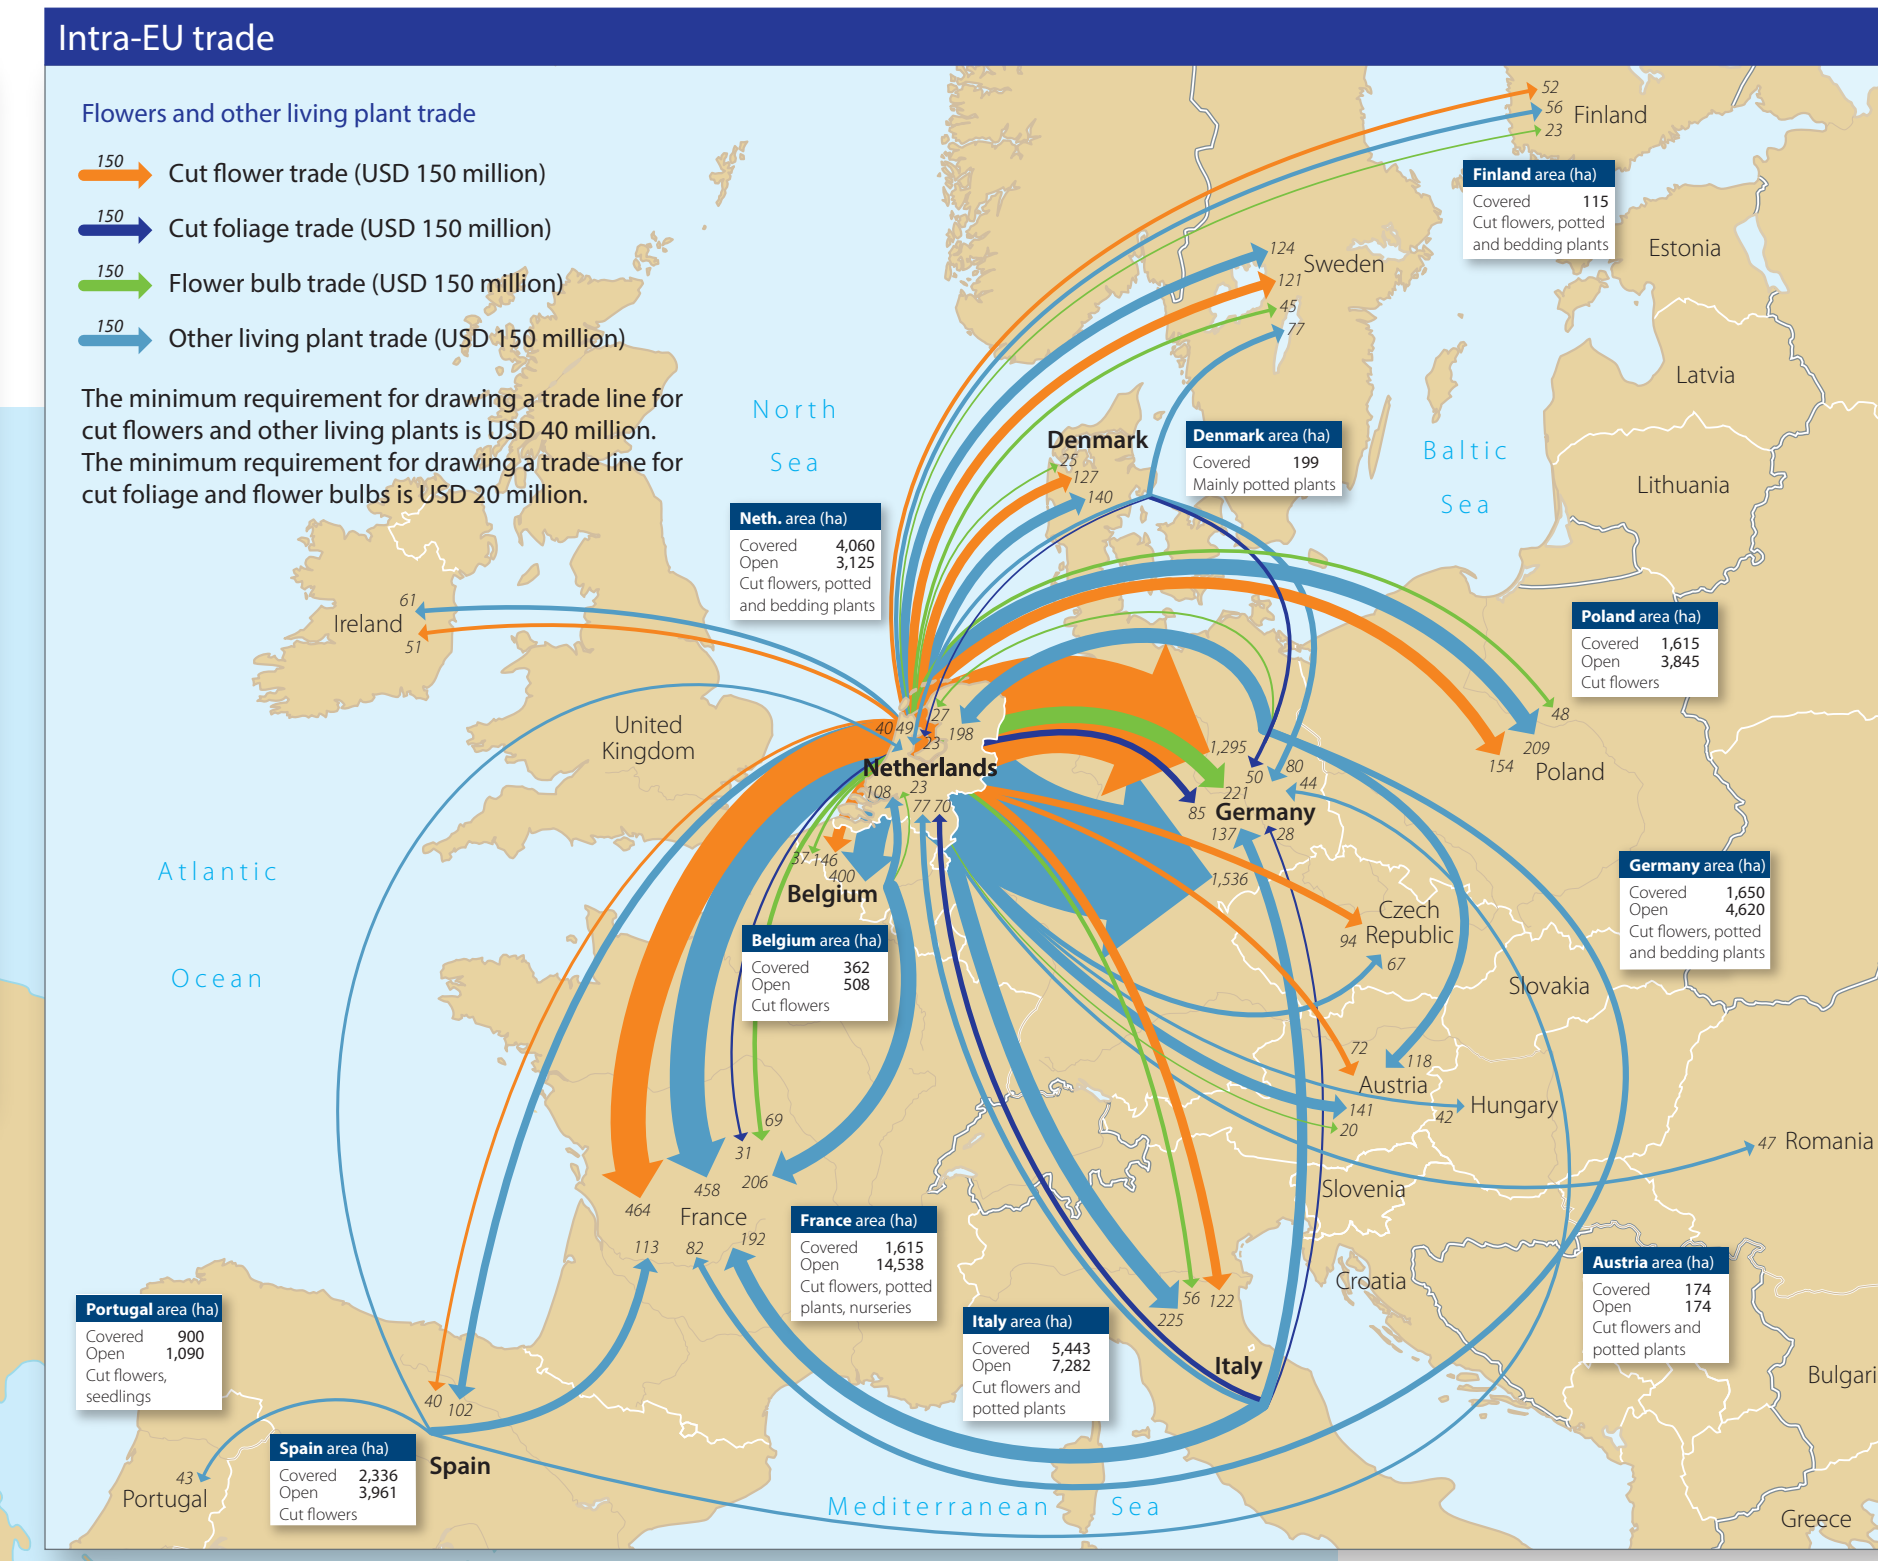 Intra-EU trade
Flowers and other living plant trade
150
Cut flower trade (USD 150 million)
150
Cut foliage trade (USD 150 million)
150
Flower bulb trade (USD 150 million)
150
Other living plant trade (USD 150 million)
The minimum requirement for drawing a trade line for
cut flowers and other living plants is USD 40 million.
The minimum requirement for drawing a trade line for
cut foliage and flower bulbs is USD 20 million.
52
56
23
Finland
Finland area (ha)
Covered 115
Cut flowers, potted
and bedding plants
Estonia
124
Sweden
121
45
77
Latvia
North
Sea
Baltic
Sea
Lithuania
Denmark
25
127
140
Denmark area (ha)
Covered 199
Mainly potted plants
Neth. area (ha)
Covered 4,060
Open 3,125
Cut flowers, potted
and bedding plants
61
Ireland
51
Poland area (ha)
Covered 1,615
Open 3,845
Cut flowers
United
Kingdom
40
49
27
23
198
Netherlands
108
23
77
70
1,295
50
80
44
221
85
Germany
137
28
1,536
48
209
154
Poland
Atlantic
Ocean
37
146
400
Belgium
Belgium area (ha)
Covered 362
Open 508
Cut flowers
Germany area (ha)
Covered 1,650
Open 4,620
Cut flowers, potted
and bedding plants
Czech
Republic
94
67
Slovakia
72
118
Austria
141
20
42
Hungary
47
Romania
Slovenia
69
31
206
458
464
France
113
82
192
France area (ha)
Covered 1,615
Open 14,538
Cut flowers, potted
plants, nurseries
Croatia
56
122
225
Italy
Italy area (ha)
Covered 5,443
Open 7,282
Cut flowers and
potted plants
Austria area (ha)
Covered 174
Open 174
Cut flowers and
potted plants
Bulgari
Portugal area (ha)
Covered 900
Open 1,090
Cut flowers,
seedlings
40
102
Spain
Spain area (ha)
Covered 2,336
Open 3,961
Cut flowers
43
Portugal
Mediterranean Sea
Greece